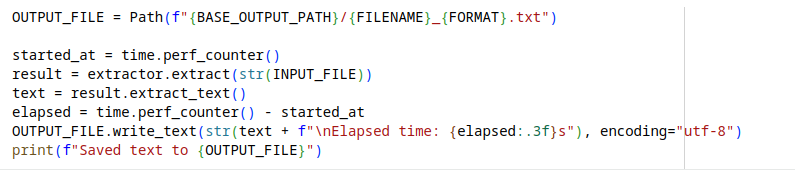 OUTPUT_FILE = Path(f"{BASE_OUTPUT_PATH}/{FILENAME}_{FORMAT}.txt")

started_at = time.perf_counter()
result = extractor.extract(str(INPUT_FILE))
text = result.extract_text()
elapsed = time.perf_counter() - started_at
OUTPUT_FILE.write_text(str(text + f"\nElapsed time: {elapsed:.3f}s"), encoding="utf-8")
print(f"Saved text to {OUTPUT_FILE}")